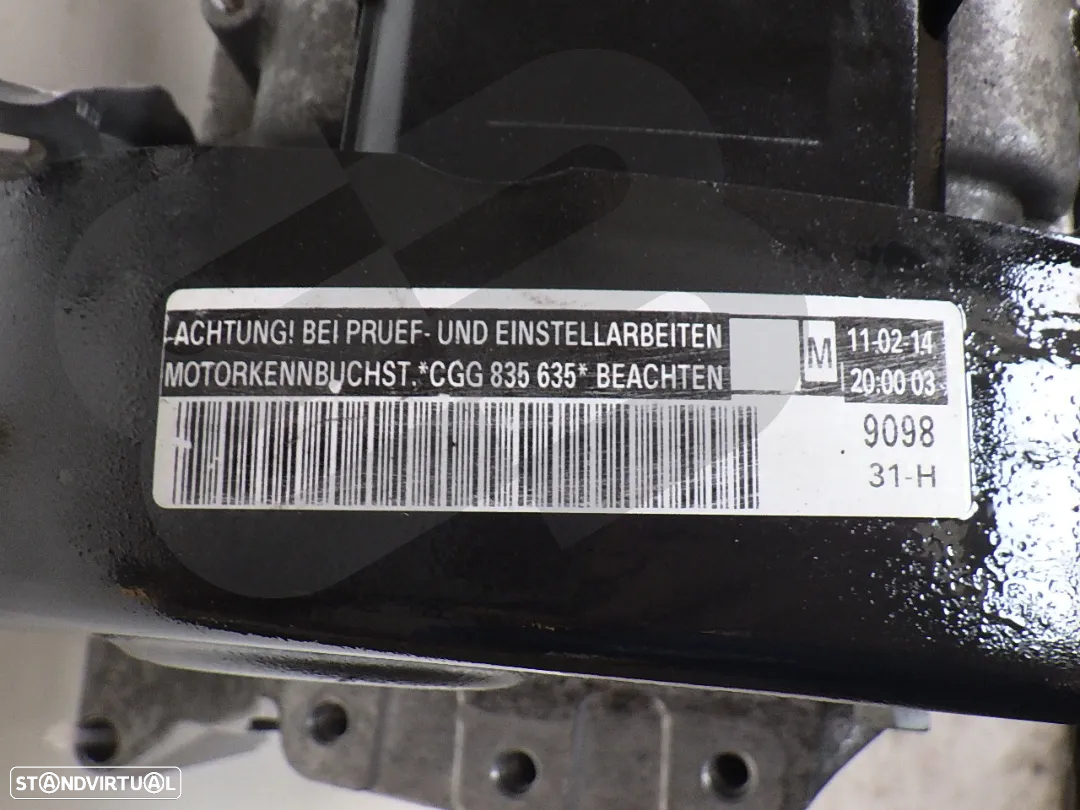 ACHTUNG! BEI PRUEF- UND EINSTELLARBEITEN
MOTORKENNBUCHST.*CGG 835 635* BEACHTEN
M
11-02-14
20:00 03
9098
31-H
STANDVIRTUAL